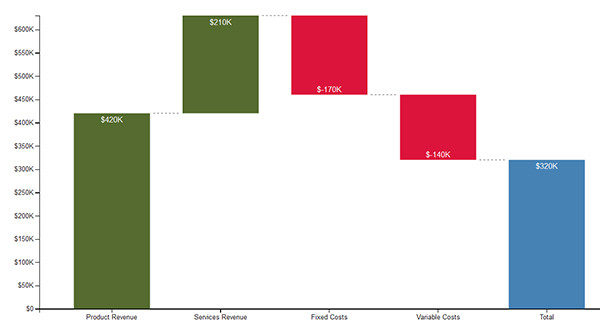 $600K
$550K
$500K
$450K
$400K
$350K
$300K
$250K
$200K
$150K
$100K
$50K
$0
$420K
$210K
$-170K
$-140K
$320K
Product Revenue
Services Revenue
Fixed Costs
Variable Costs
Total